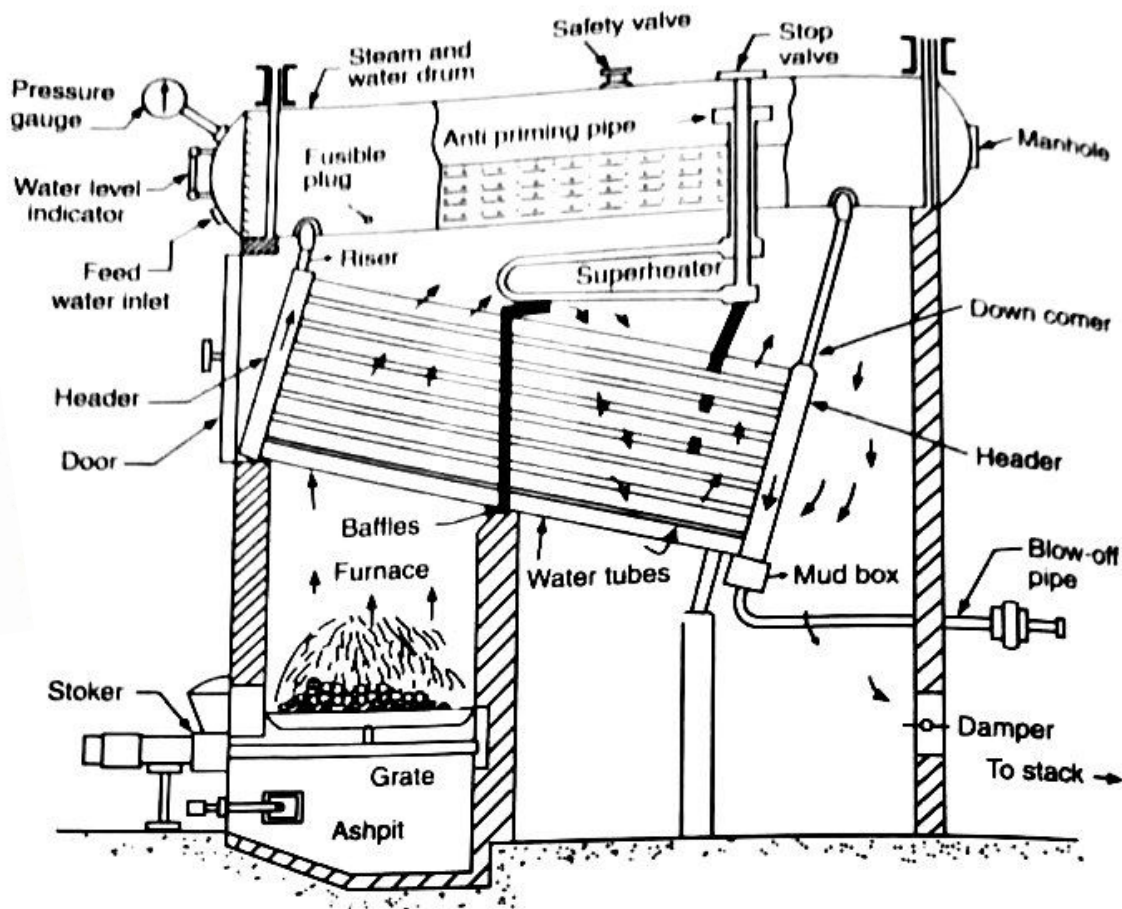 Safety valve
Stop
valve
Steam and
water drum
Pressure
gauge
Anti priming pipe
Manhole
Fusible
plug
Water level
indicator
Feed
water inlet
Riser
Superheater
Down comer
Header
Door
Header
Baffles
Furnace
Water tubes
Mud box
Blow-off
pipe
Stoker
Damper
Grate
To stack
Ashpit